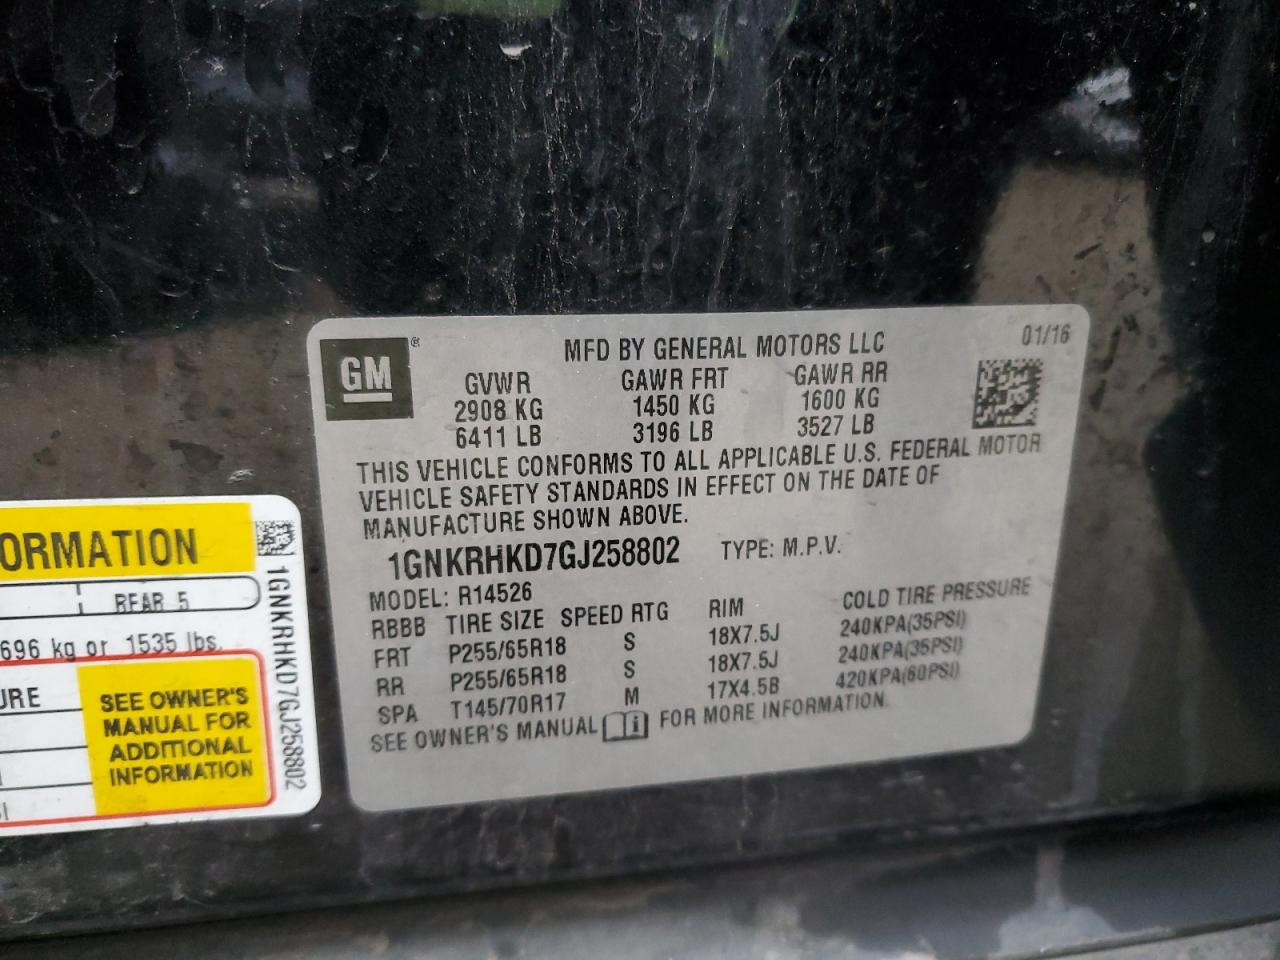 GM
®
MFD BY GENERAL MOTORS LLC
01/16
GVWR GAWR FRT GAWR RR
2908 KG 1450 KG 1600 KG
6411 LB 3196 LB 3527 LB
THIS VEHICLE CONFORMS TO ALL APPLICABLE U.S. FEDERAL MOTOR
VEHICLE SAFETY STANDARDS IN EFFECT ON THE DATE OF
MANUFACTURE SHOWN ABOVE.
1GNKRHKD7GJ258802 TYPE: M.P.V.
MODEL: R14526
RBBB TIRE SIZE SPEED RTG RIM COLD TIRE PRESSURE
FRT P255/65R18 S 18X7.5J 240KPA(35PSI)
RR P255/65R18 S 18X7.5J 240KPA(35PSI)
SPA T145/70R17 M 17X4.5B 420KPA(60PSI)
SEE OWNER'S MANUAL i FOR MORE INFORMATION.
ORMATION
REAR 5
696 kg or 1535 lbs.
URE
SEE OWNER'S
MANUAL FOR
ADDITIONAL
INFORMATION
1GNKRHKD7GJ258802